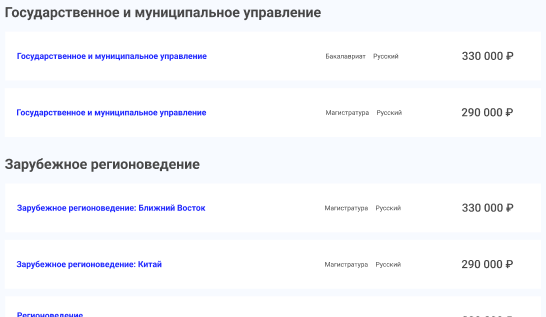 Государственное и муниципальное управление
Государственное и муниципальное управление Бакалавриат Русский 330 000 ₽
Государственное и муниципальное управление Магистратура Русский 290 000 ₽
Зарубежное регионоведение
Зарубежное регионоведение: Ближний Восток Магистратура Русский 330 000 ₽
Зарубежное регионоведение: Китай Магистратура Русский 290 000 ₽
Регионоведение